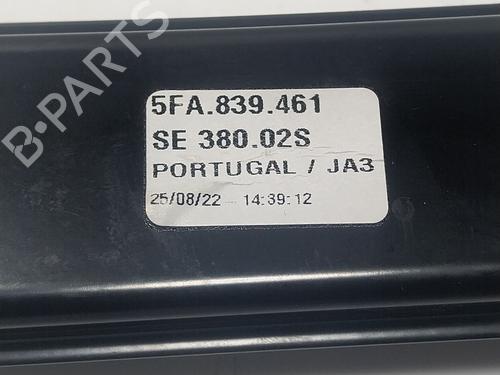 5FA.839.461
SE 380.02S
PORTUGAL / JA3
25/08/22 - 14:39:12
B-PARTS